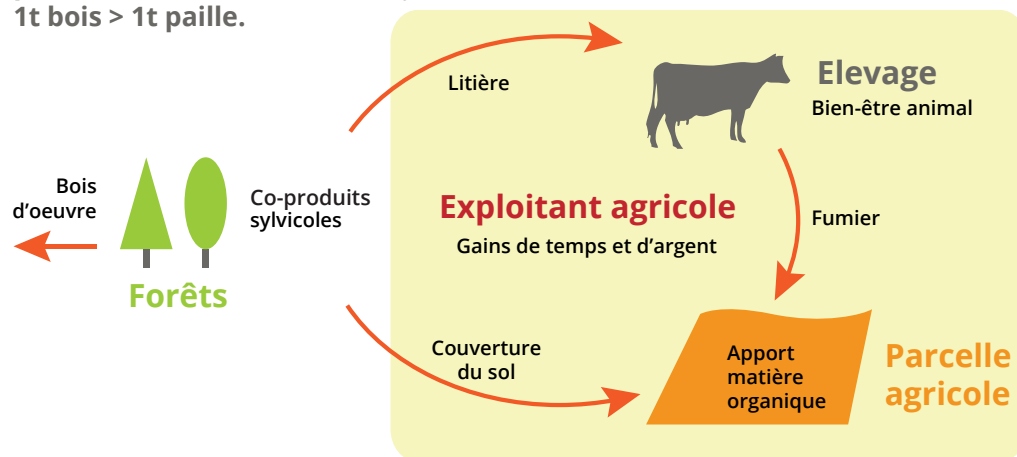 1t bois > 1t paille.
Litière
Elevage
Bien-être animal
Bois
d'oeuvre
Co-produits
sylvicoles
Exploitant agricole
Gains de temps et d'argent
Fumier
Forêts
Couverture
du sol
Apport
matière
organique
Parcelle
agricole